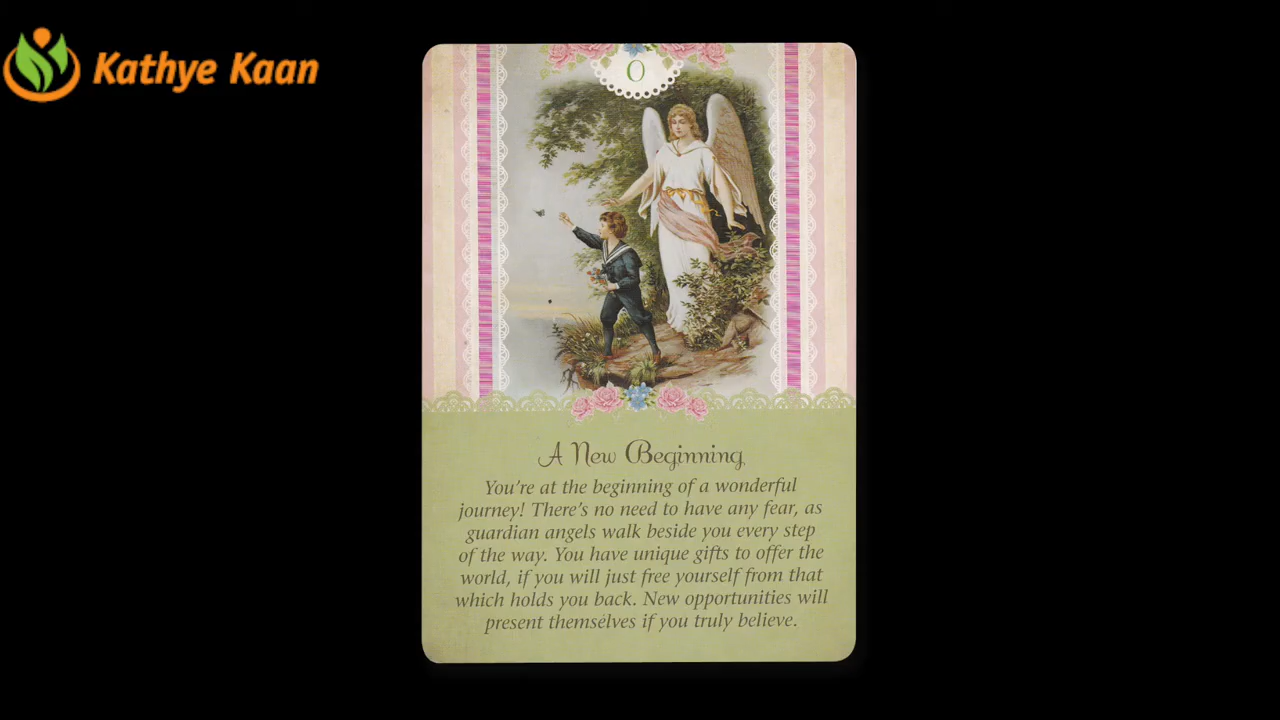 Kathye Kaan
0
A New Beginning
You're at the beginning of a wonderful
journey! There's no need to have any fear, as
guardian angels walk beside you every step
of the way. You have unique gifts to offer the
world, if you will just free yourself from that
which holds you back. New opportunities will
present themselves if you truly believe.